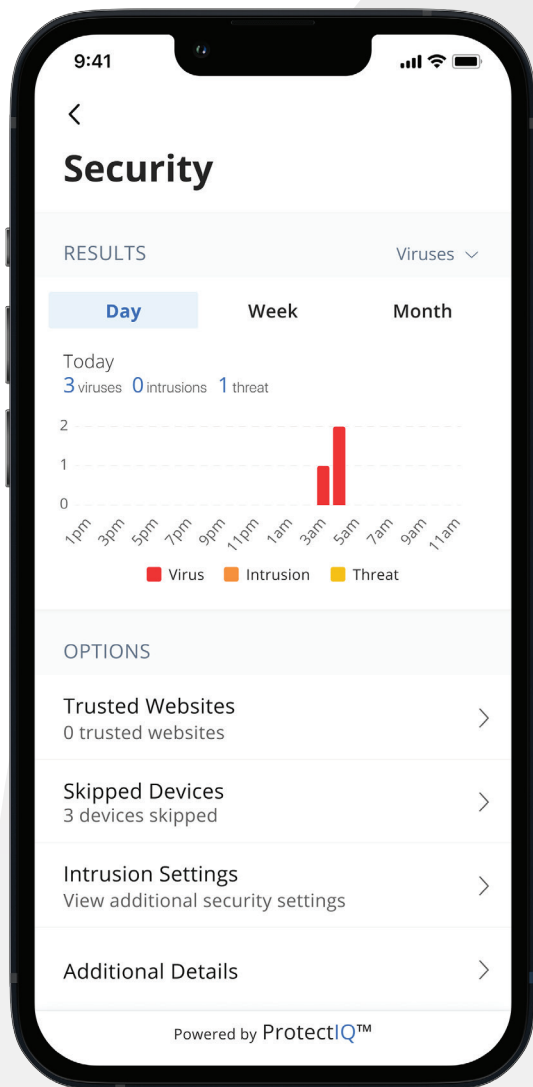 9:41
Security
RESULTS Viruses
Day Week Month
Today
3 viruses 0 intrusions 1 threat
2
1
0
1pm 3pm 5pm 7pm 9pm 11pm 1am 3am 5am 7am 9am 11am
Virus Intrusion Threat
OPTIONS
Trusted Websites
0 trusted websites
Skipped Devices
3 devices skipped
Intrusion Settings
View additional security settings
Additional Details
Powered by ProtectIQ™